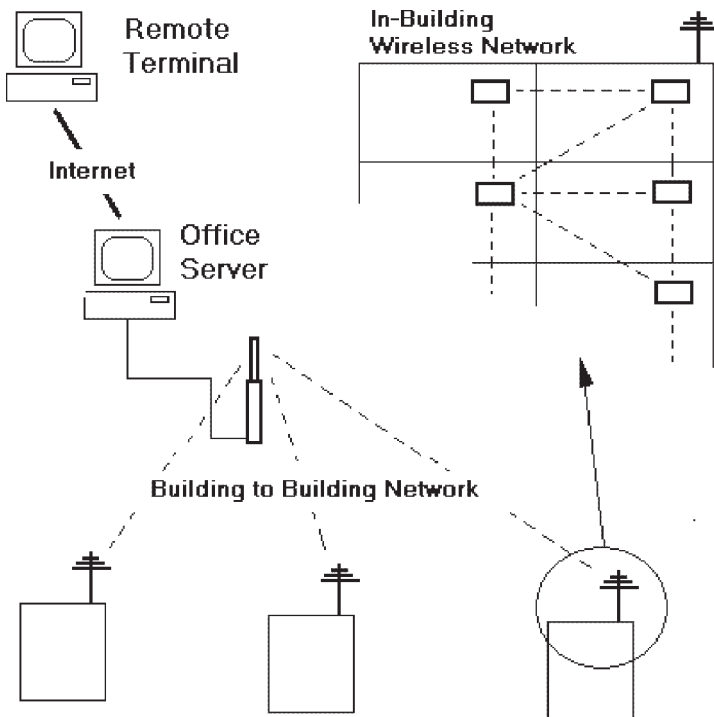 Remote
Terminal
In-Building
Wireless Network
Internet
Office
Server
Building to Building Network